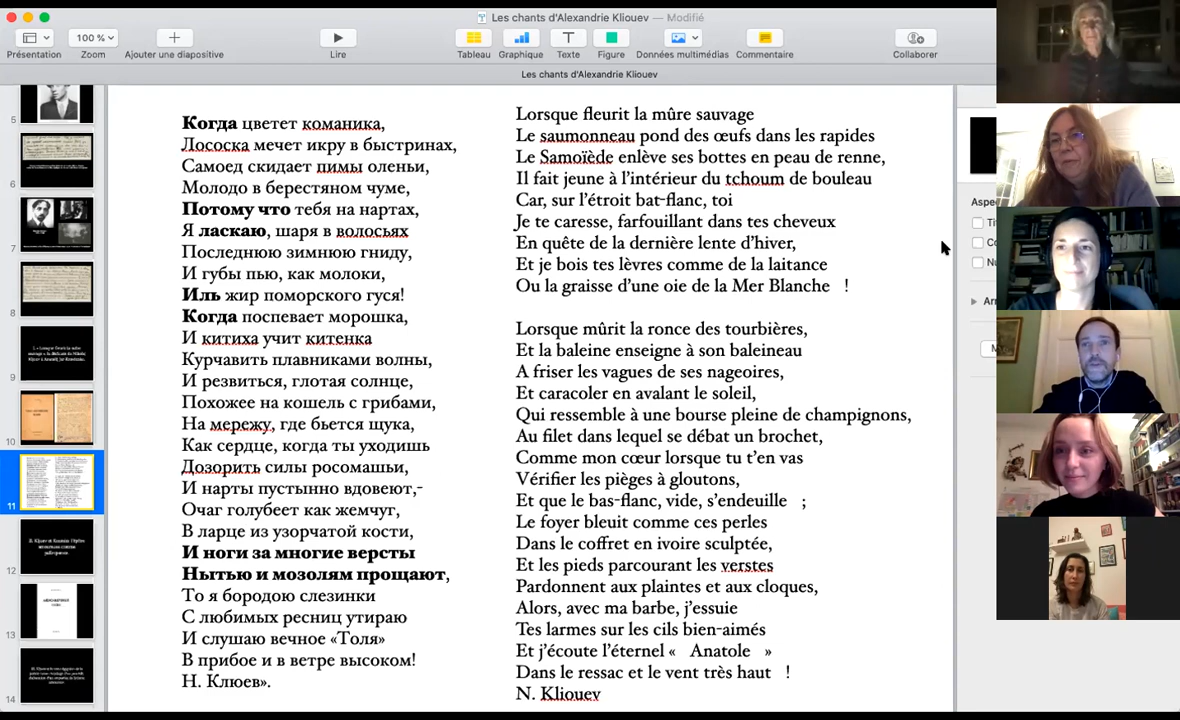 Les chants d'Alexandrie Kliouev — Modifié
100 %
Présentation
Zoom
Ajouter une diapositive
Lire
Tableau
Graphique
Texte
Figure
Données multimédias
Commentaire
Collaborer
Les chants d'Alexandrie Kliouev
5
6
7
8
9
10
11
12
13
14
Когда цветет команика,
Лососка мечет икру в быстринах,
Самоед скидает пимы оленьи,
Молодо в берестяном чуме,
Потому что тебя на нартах,
Я ласкаю, шаря в волосьях
Последнюю зимнюю гниду,
И губы пью, как молоки,
Иль жир поморского гуся!
Когда поспевает морошка,
И китиха учит китенка
Курчавить плавниками волны,
И резвиться, глотая солнце,
Похожее на кошель с грибами,
На мережу, где бьется щука,
Как сердце, когда ты уходишь
Дозорить силы росомашьи,
И нарты пустаный вдовеют,-
Очаг голубеет как жемчуг,
В ларце из узорчатой кости,
И ноги за многие версты
Нытью и мозолям прощают,
То я бородою слезинки
С любимых ресниц утираю
И слушаю вечное «Толя»
В прибое и в ветре высоком!
Н. Клюев».
Lorsque fleurit la mûre sauvage
Le saumonneau pond des œufs dans les rapides
Le Samoïède enlève ses bottes en peau de renne,
Il fait jeune à l’intérieur du tchoum de bouleau
Car, sur l’étroit bat-flanc, toi
Je te caresse, farfouillant dans tes cheveux
En quête de la dernière lente d’hiver,
Et je bois tes lèvres comme de la laitance
Ou la graisse d’une oie de la Mer Blanche !
Lorsque mûrit la ronce des tourbières,
Et la baleine enseigne à son baleineau
A friser les vagues de ses nageoires,
Et caracoler en avalant le soleil,
Qui ressemble à une bourse pleine de champignons,
Au filet dans lequel se débat un brochet,
Comme mon cœur lorsque tu t’en vas
Vérifier les pièges à gloutons,
Et que le bas-flanc, vide, s’endeuille ;
Le foyer bleuit comme ces perles
Dans le coffret en ivoire sculptée,
Et les pieds parcourant les verstes
Pardonnent aux plaintes et aux cloques,
Alors, avec ma barbe, j’essuie
Tes larmes sur les cils bien-aimés
Et j’écoute l’éternel « Anatole »
Dans le ressac et le vent très haut !
N. Kliouev